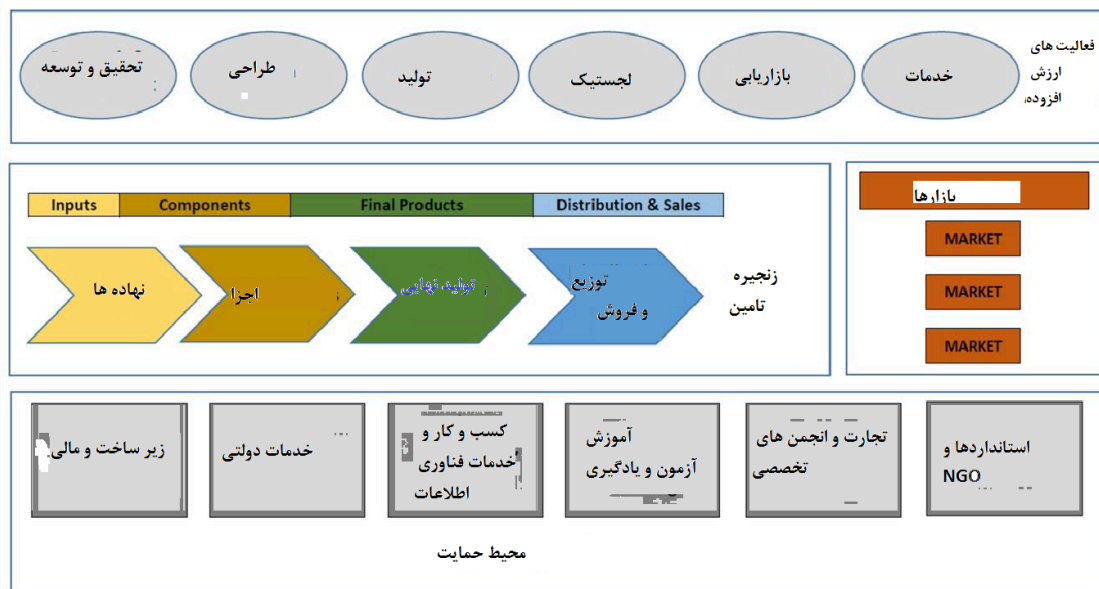 فعالیت های
ارزش
افزوده
تحقیق و توسعه
طراحی
تولید
لجستیک
بازاریابی
خدمات
Inputs
Components
Final Products
Distribution & Sales
نهاده ها
اجزا
تولید نهایی
توزیع
و فروش
زنجیره
تامین
بازارها
MARKET
MARKET
MARKET
زیر ساخت و مالی
خدمات دولتی
کسب و کار و
خدمات فناوری
اطلاعات
آموزش
آزمون و یادگیری
تجارت و انجمن های
تخصصی
استانداردها و
NGO
محیط حمایت